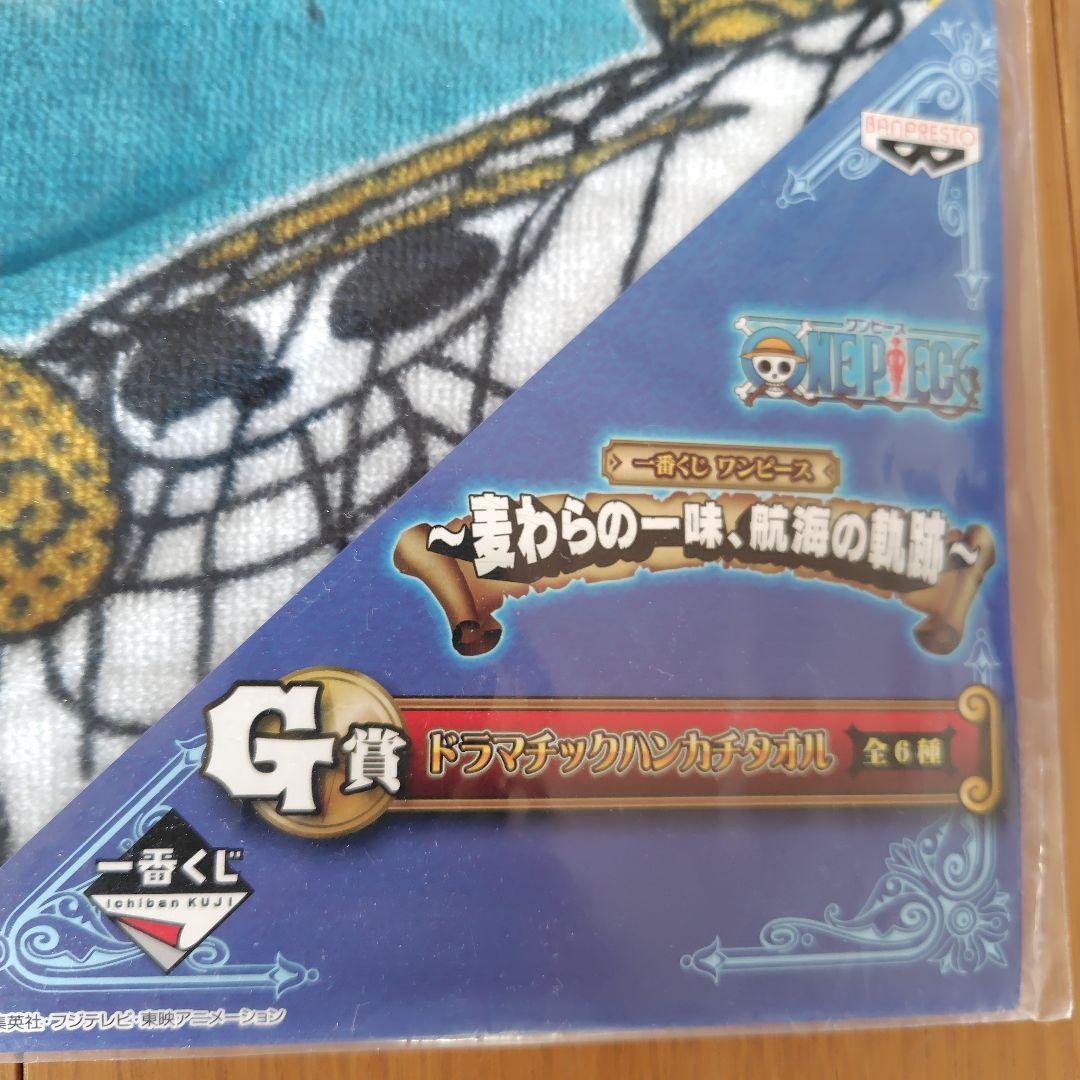 BANPRESTO
ワンピース
ONE PIECE
一番くじ ワンピース
~麦わらの一味、航海の軌跡~
G賞
ドラマチックハンカチタオル 全6種
一番くじ
Ichiban KUJI
集英社・フジテレビ・東映アニメーション